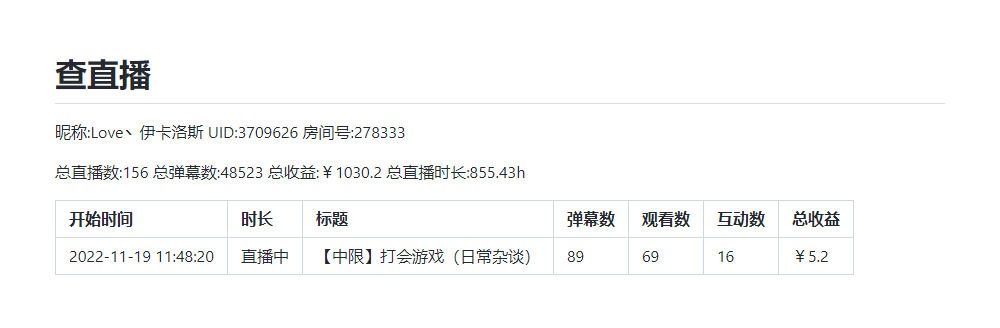 查直播
昵称:Love丶伊卡洛斯 UID:3709626 房间号:278333
总直播数:156 总弹幕数:48523 总收益:￥1030.2 总直播时长:855.43h
开始时间 时长 标题 弹幕数 观看数 互动数 总收益
2022-11-19 11:48:20 直播中 【中限】打会游戏（日常杂谈） 89 69 16 ￥5.2